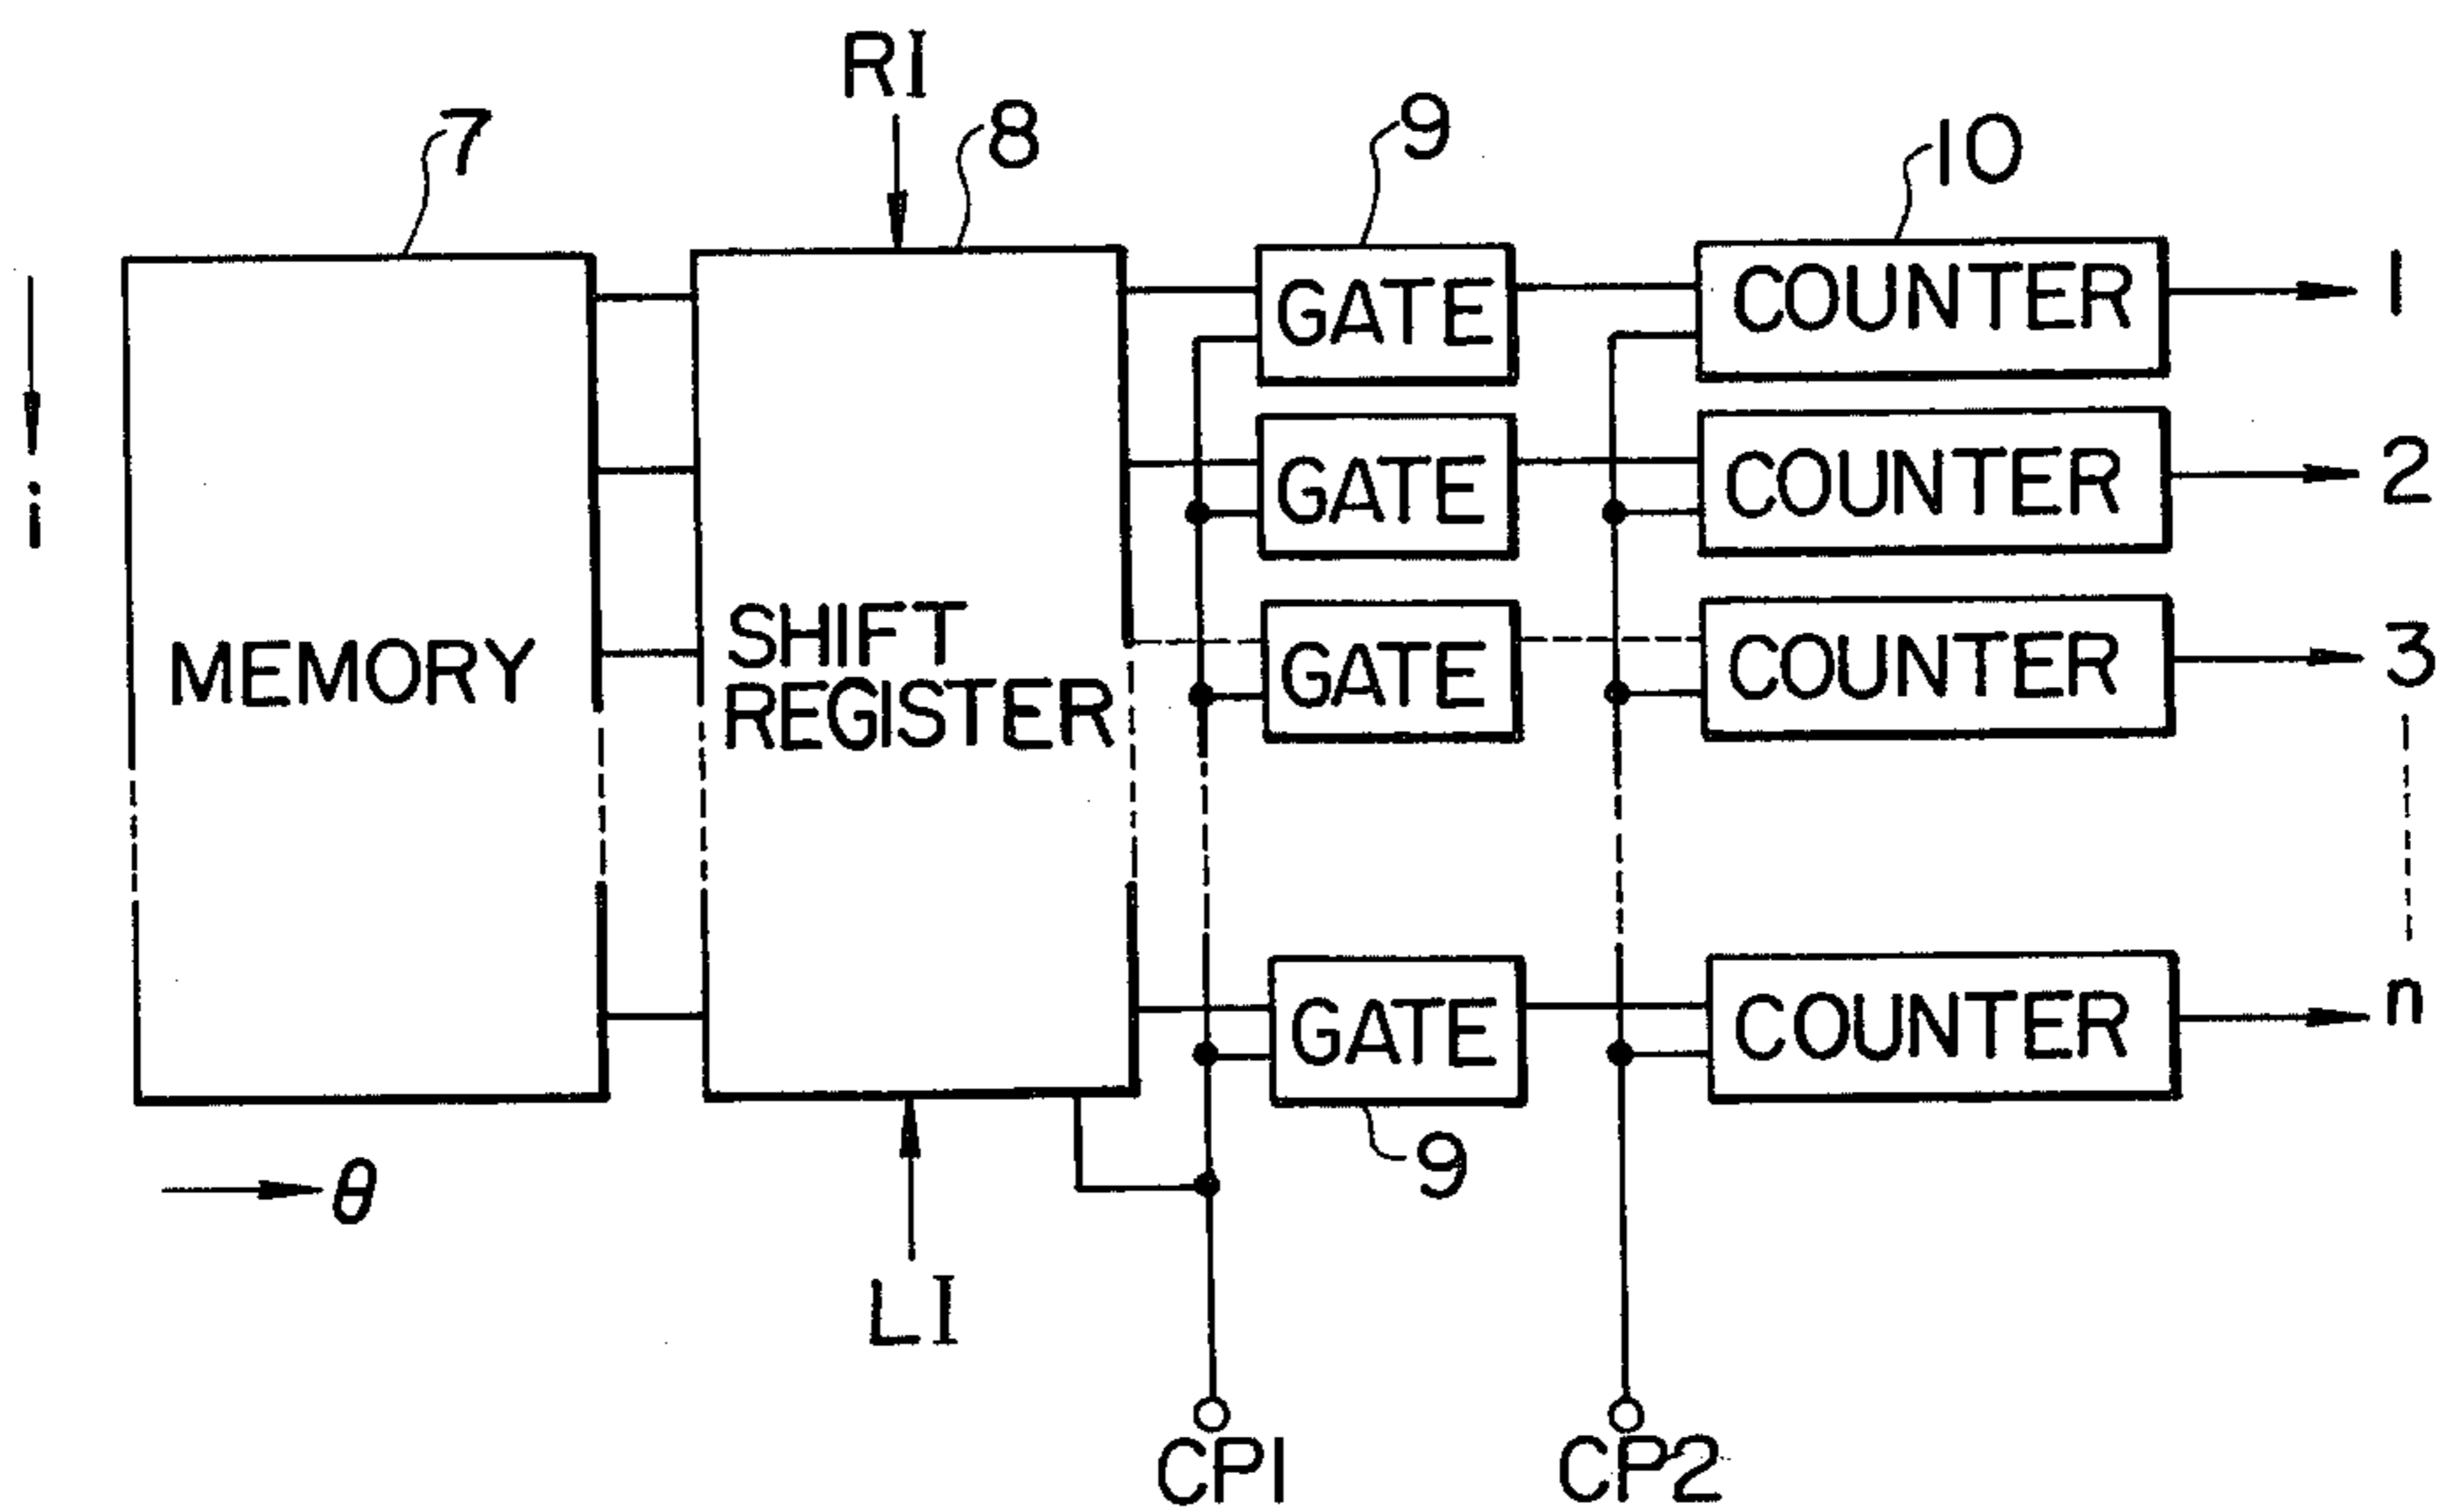 RI
7
8
9
10
GATE
COUNTER
1
i
GATE
COUNTER
2
MEMORY
SHIFT
REGISTER
GATE
COUNTER
3
GATE
COUNTER
n
9
θ
LI
CP1
CP2